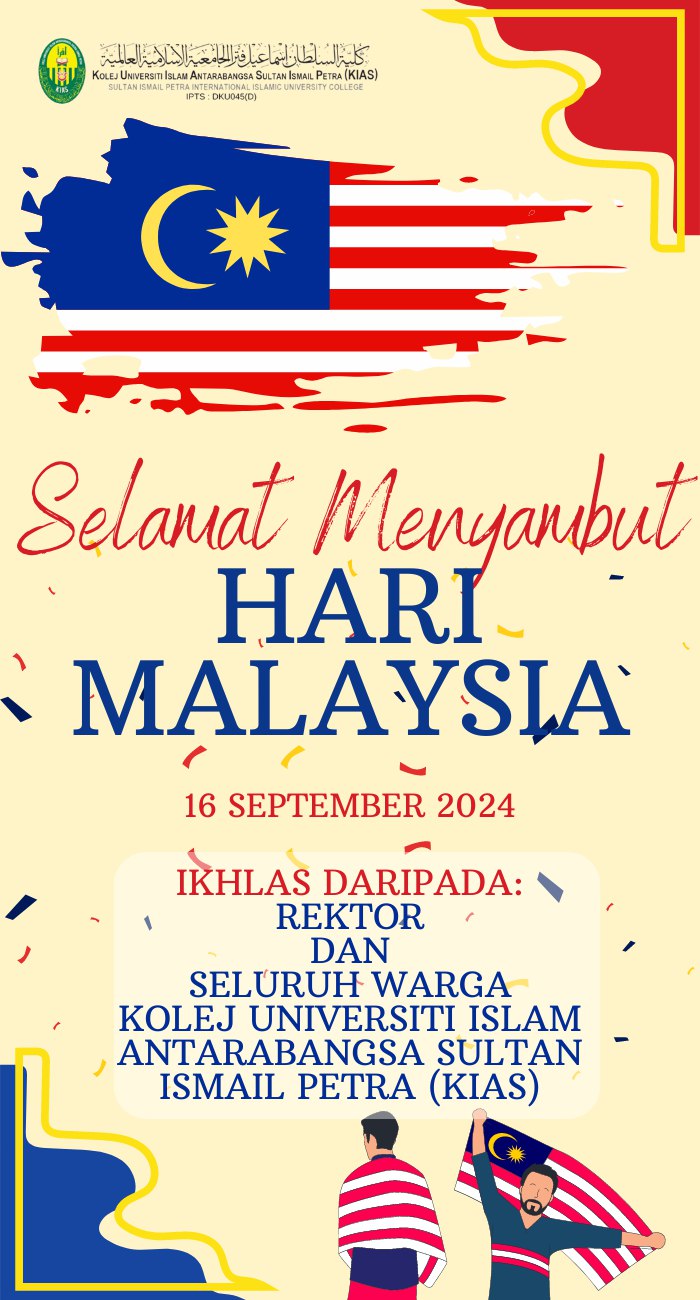 كلية السلطان إسماعيل فترا الجامعية الإسلامية العالمية
KOLEJ UNIVERSITI ISLAM ANTARABANGSA SULTAN ISMAIL PETRA (KIAS)
SULTAN ISMAIL PETRA INTERNATIONAL ISLAMIC UNIVERSITY COLLEGE
IPTS : DKU045(D)
KIAS
Selamat Menyambut
HARI
MALAYSIA
16 SEPTEMBER 2024
IKHLAS DARIPADA:
REKTOR
DAN
SELURUH WARGA
KOLEJ UNIVERSITI ISLAM
ANTARABANGSA SULTAN
ISMAIL PETRA (KIAS)